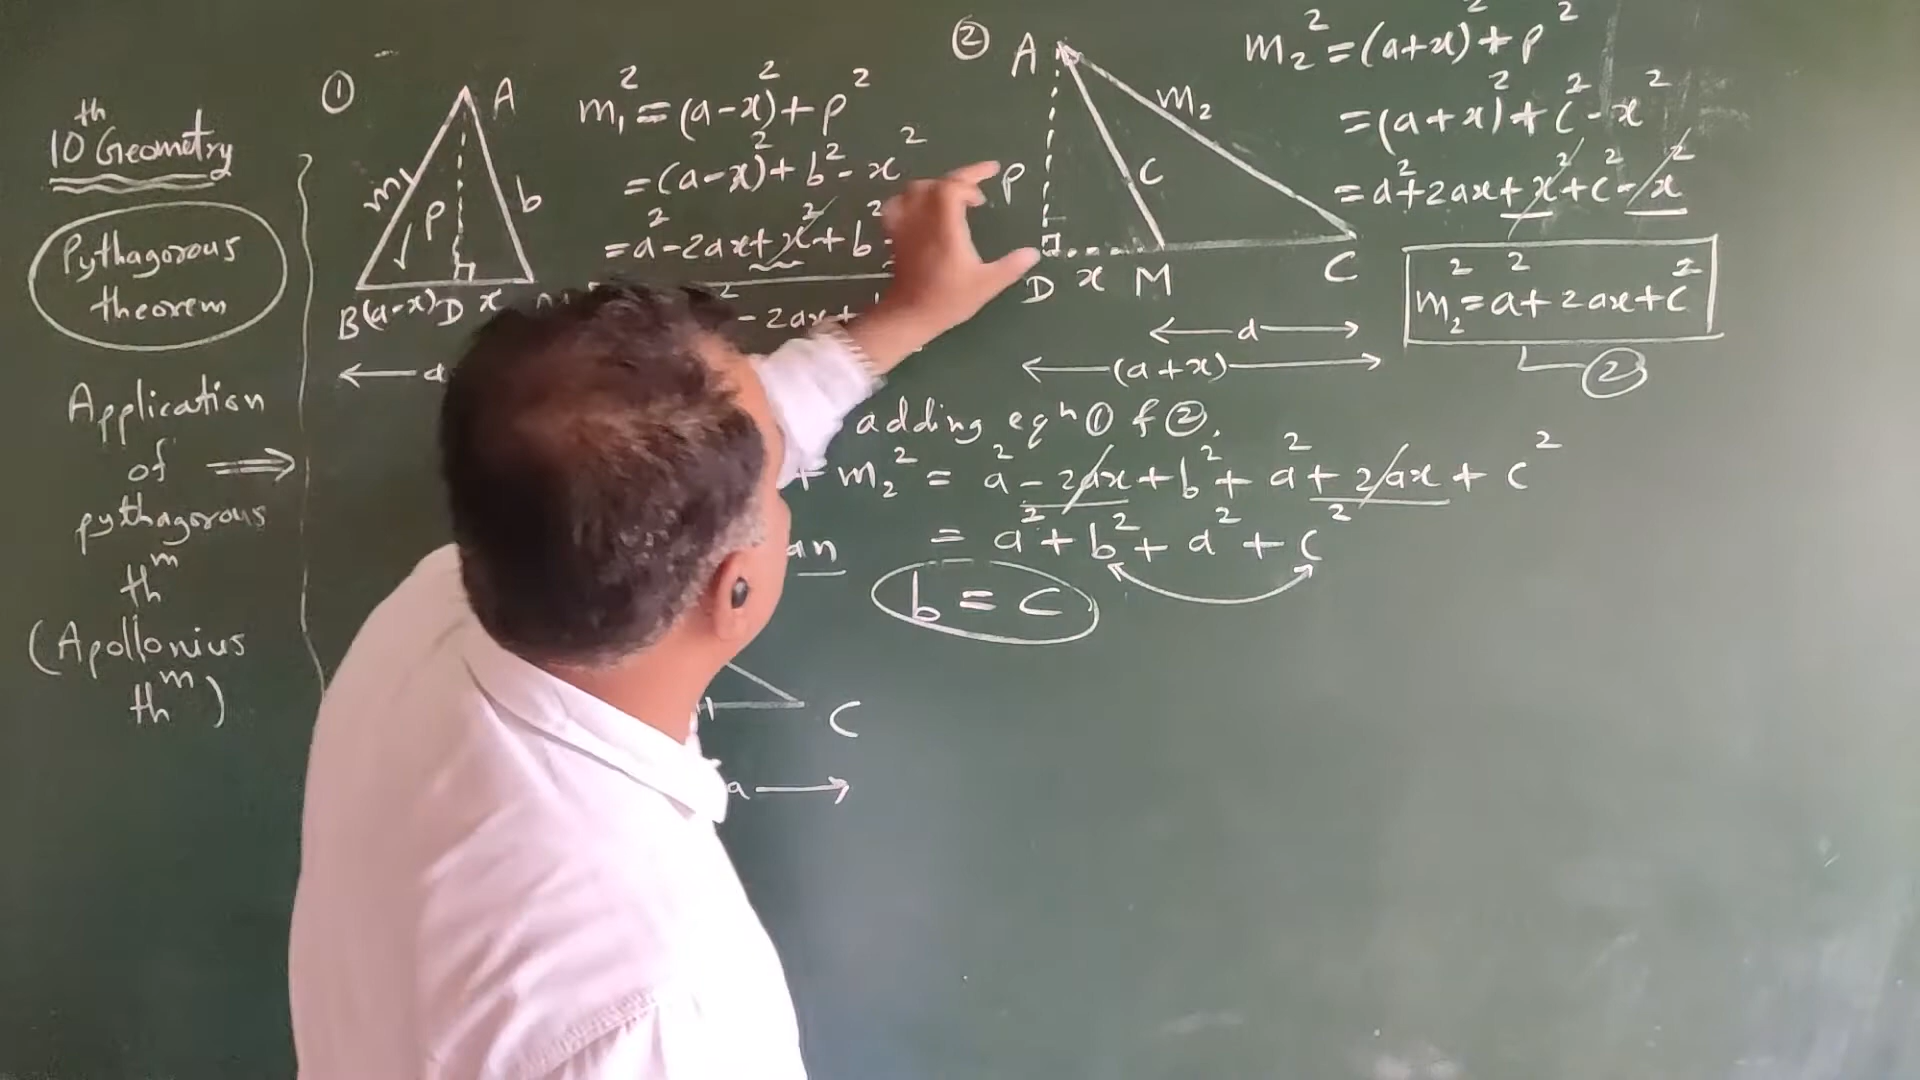 10th Geometry
Pythagorous
theorem
Application
of ⟹
pythagorous
thm
(Apollonius
thm)
①
A
m₁
p
b
B (a-x) D x
m₁² = (a-x)² + p²
= (a-x)² + b² - x²
= a² - 2ax + x² + b²
- 2ax +
②
A
m₂
p
c
D x M C
a
(a+x)
m₂² = (a+x)² + p²
= (a+x)² + c² - x²
= a² + 2ax + x² + c² - x²
m₂² = a² + 2ax + c²
②
adding eqn ① & ②,
+ m₂² = a² - 2ax + b² + a² + 2ax + c²
= a² + b² + a² + c²
b = c
C
a